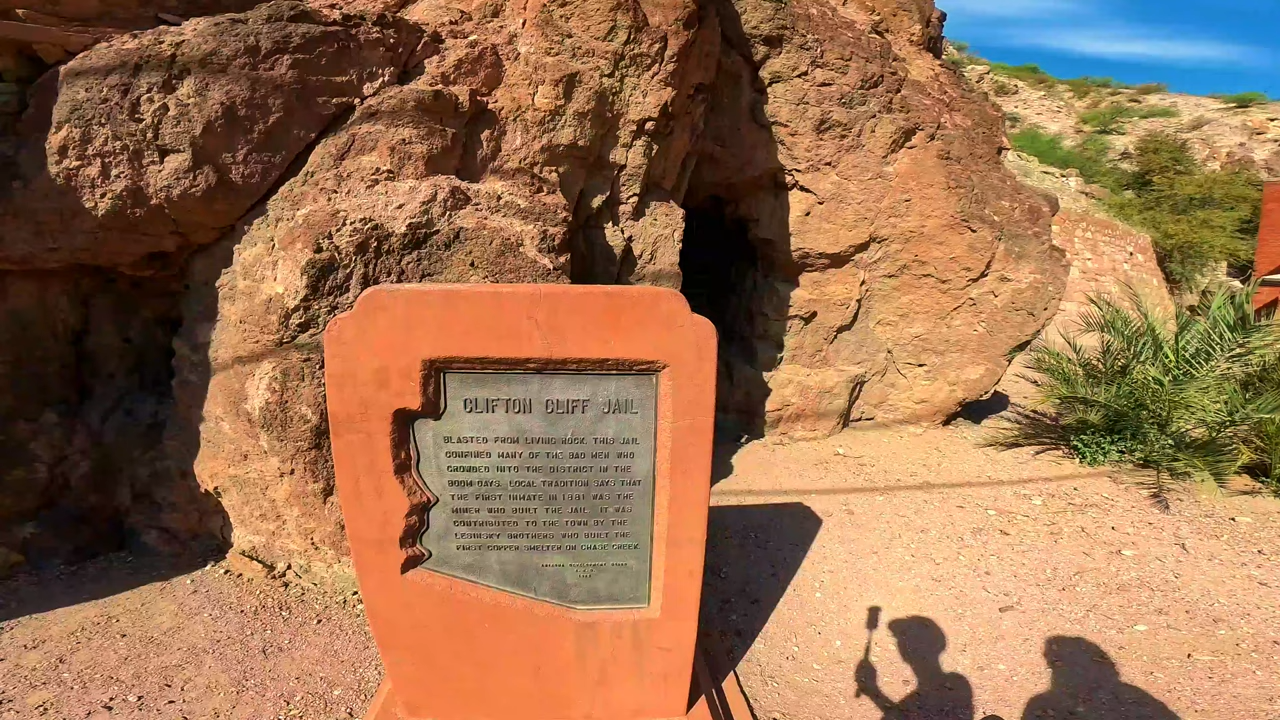 CLIFTON CLIFF JAIL
BLASTED FROM LIVING ROCK, THIS JAIL
CONFINED MANY OF THE BAD MEN WHO
CROWDED INTO THE DISTRICT IN THE
BOOM DAYS. LOCAL TRADITION SAYS THAT
THE FIRST INMATE IN 1881 WAS THE
MINER WHO BUILT THE JAIL. IT WAS
CONTRIBUTED TO THE TOWN BY THE
LESINSKY BROTHERS WHO BUILT THE
FIRST COPPER SMELTER ON CHASE CREEK.
ARIZONA DEVELOPMENT BOARD